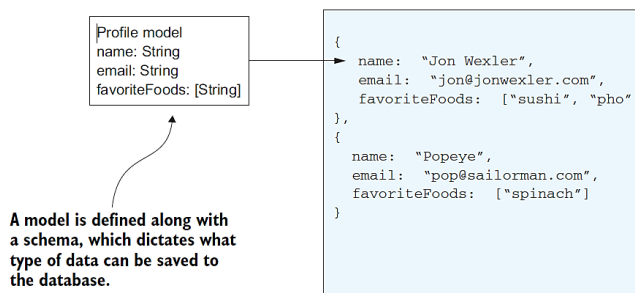 Profile model
name: String
email: String
favoriteFoods: [String]
A model is defined along with
a schema, which dictates what
type of data can be saved to
the database.
{
name: “Jon Wexler”,
email: “jon@jonwexler.com”,
favoriteFoods: [“sushi”, “pho”
},
{
name: “Popeye”,
email: “pop@sailorman.com”,
favoriteFoods: [“spinach”]
}